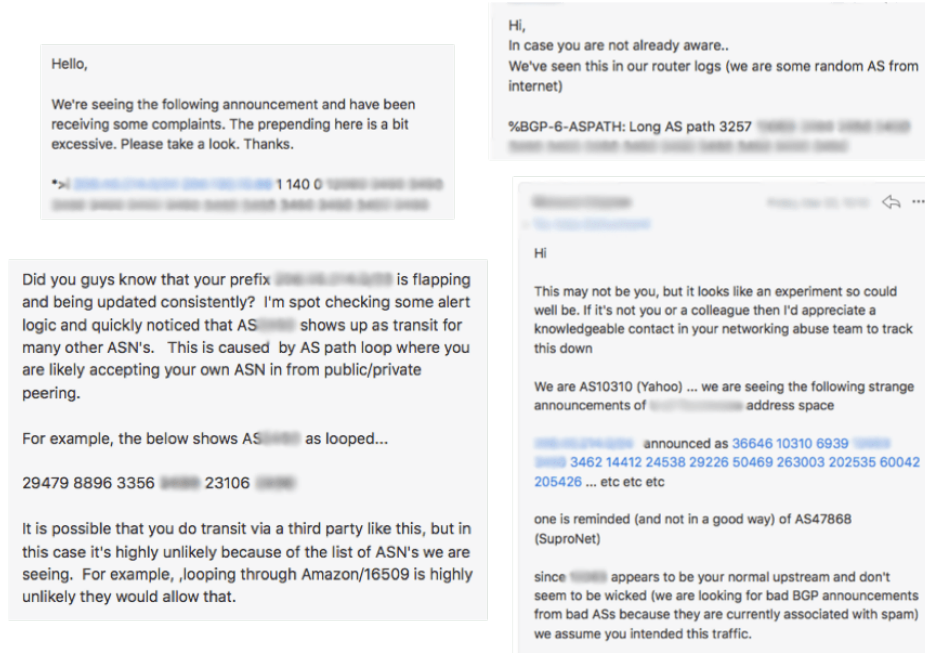 Hello,
We're seeing the following announcement and have been
receiving some complaints. The prepending here is a bit
excessive. Please take a look. Thanks.
*>i 1 140 0
Hi,
In case you are not already aware..
We've seen this in our router logs (we are some random AS from
internet)
%BGP-6-ASPATH: Long AS path 3257
Did you guys know that your prefix is flapping
and being updated consistently? I'm spot checking some alert
logic and quickly noticed that AS shows up as transit for
many other ASN's. This is caused by AS path loop where you
are likely accepting your own ASN in from public/private
peering.
For example, the below shows AS as looped...
29479 8896 3356 23106
It is possible that you do transit via a third party like this, but in
this case it's highly unlikely because of the list of ASN's we are
seeing. For example, ,looping through Amazon/16509 is highly
unlikely they would allow that.
Hi
This may not be you, but it looks like an experiment so could
well be. If it's not you or a colleague then I'd appreciate a
knowledgeable contact in your networking abuse team to track
this down
We are AS10310 (Yahoo) ... we are seeing the following strange
announcements of address space
announced as 36646 10310 6939
3462 14412 24538 29226 50469 263003 202535 60042
205426 ... etc etc etc
one is reminded (and not in a good way) of AS47868
(SuproNet)
since appears to be your normal upstream and don't
seem to be wicked (we are looking for bad BGP announcements
from bad ASs because they are currently associated with spam)
we assume you intended this traffic.